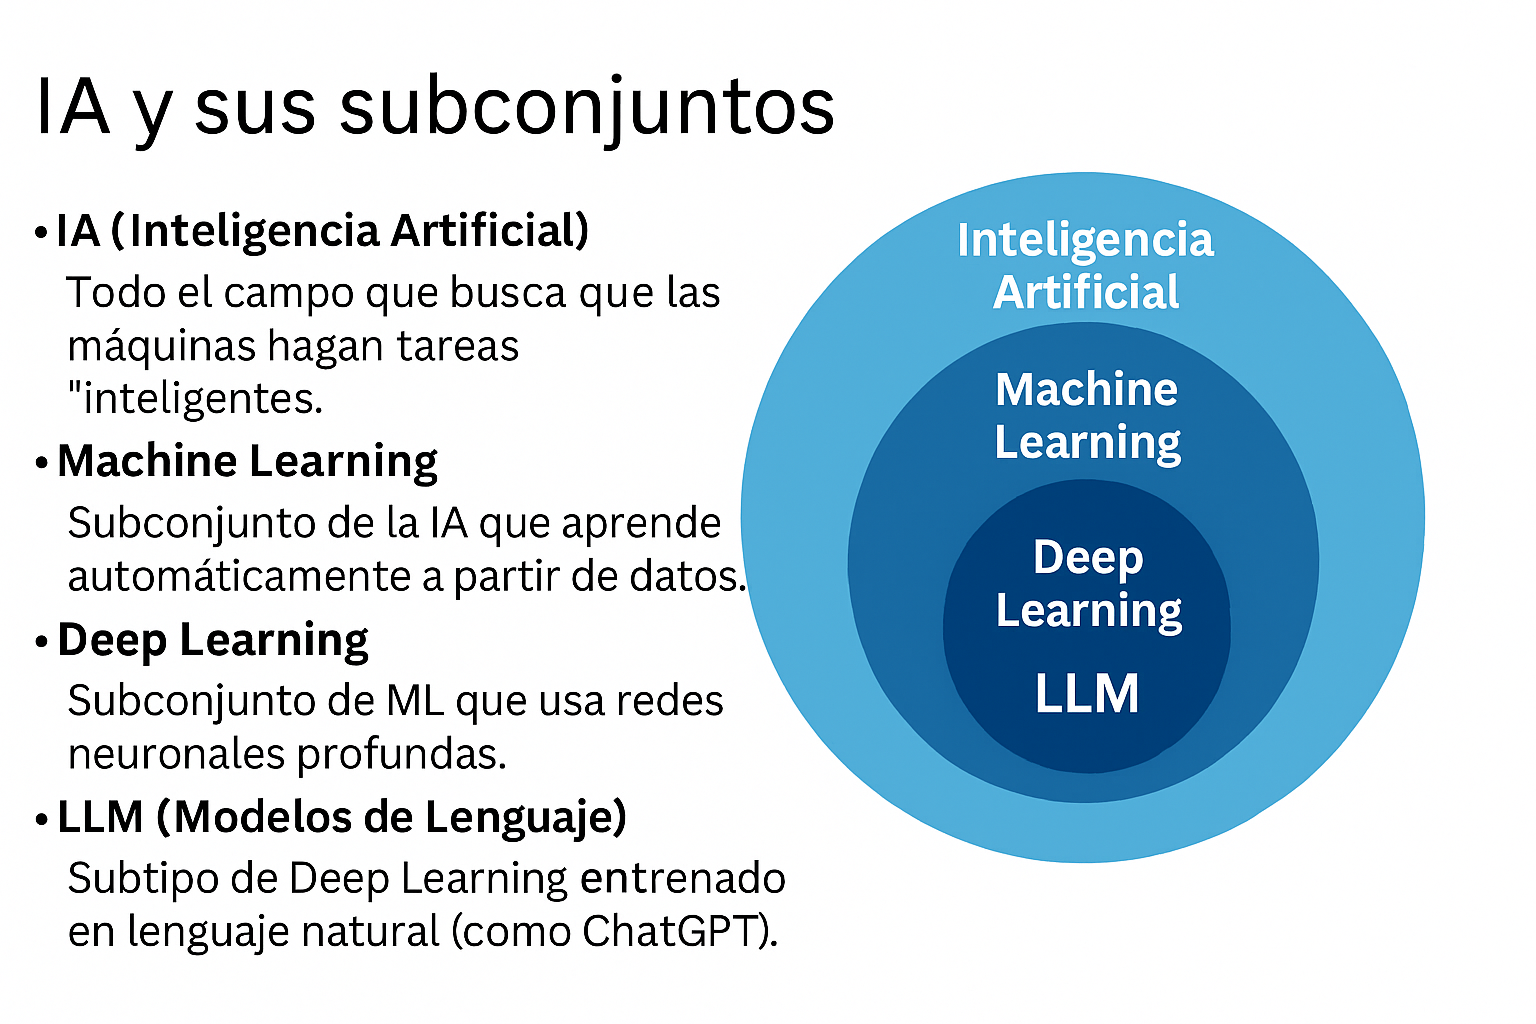 IA y sus subconjuntos
• IA (Inteligencia Artificial)
Todo el campo que busca que las
máquinas hagan tareas
"inteligentes.
• Machine Learning
Subconjunto de la IA que aprende
automáticamente a partir de datos.
• Deep Learning
Subconjunto de ML que usa redes
neuronales profundas.
• LLM (Modelos de Lenguaje)
Subtipo de Deep Learning entrenado
en lenguaje natural (como ChatGPT).
Inteligencia
Artificial
Machine
Learning
Deep
Learning
LLM